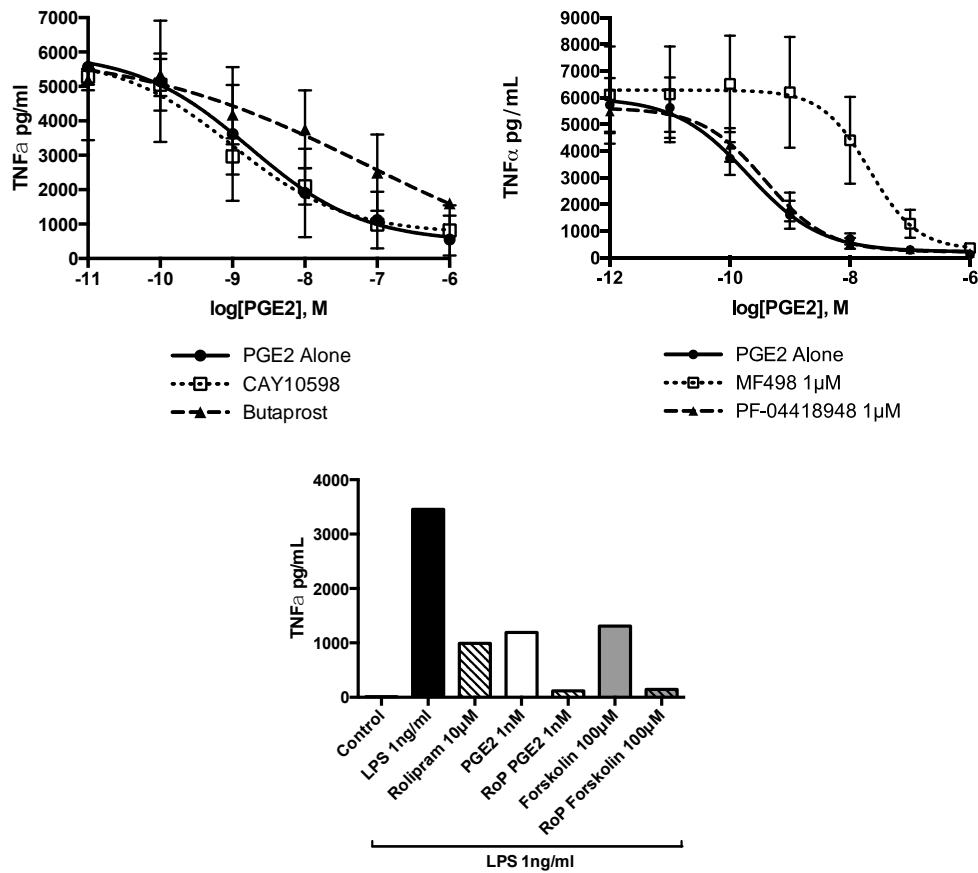 TNFa pg/ml
7000
6000
5000
4000
3000
2000
1000
0
-11
-10
-9
-8
-7
-6
log[PGE2], M
PGE2 Alone
CAY10598
Butaprost
TNFα pg/mL
9000
8000
7000
6000
5000
4000
3000
2000
1000
0
-12
-10
-8
-6
log[PGE2], M
PGE2 Alone
MF498 1µM
PF-04418948 1µM
TNFa pg/mL
4000
3000
2000
1000
0
Control
LPS 1ng/ml
Rolipram 10µM
PGE2 1nM
RoP PGE2 1nM
Forskolin 100µM
RoP Forskolin 100µM
LPS 1ng/ml